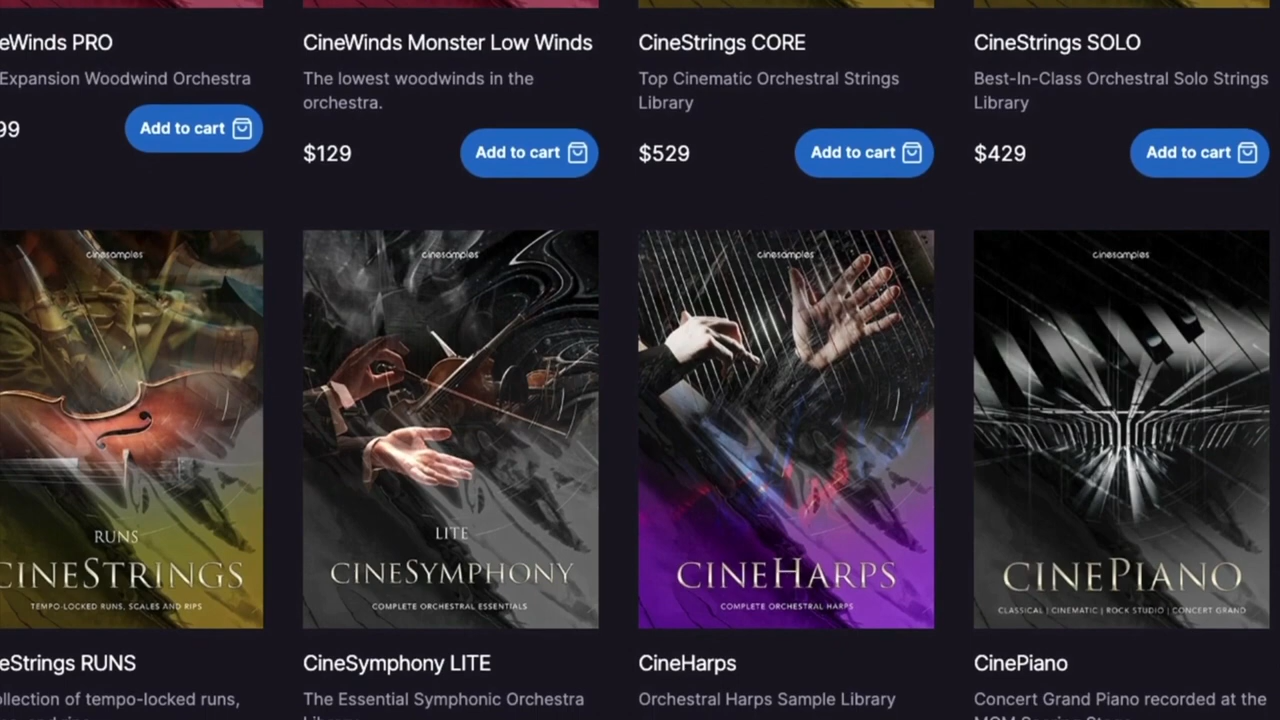 eWinds PRO
Expansion Woodwind Orchestra
99
Add to cart
CineWinds Monster Low Winds
The lowest woodwinds in the
orchestra.
$129
Add to cart
CineStrings CORE
Top Cinematic Orchestral Strings
Library
$529
Add to cart
CineStrings SOLO
Best-In-Class Orchestral Solo Strings
Library
$429
Add to cart
cinesamples
RUNS
CINESTRINGS
TEMPO-LOCKED RUNS, SCALES AND RIPS
cinesamples
LITE
CINESYMPHONY
COMPLETE ORCHESTRAL ESSENTIALS
cinesamples
CINEHARPS
COMPLETE ORCHESTRAL HARPS
cinesamples
CINEPIANO
CLASSICAL | CINEMATIC | ROCK STUDIO | CONCERT GRAND
eStrings RUNS
ollection of tempo-locked runs,
CineSymphony LITE
The Essential Symphonic Orchestra
CineHarps
Orchestral Harps Sample Library
CinePiano
Concert Grand Piano recorded at the